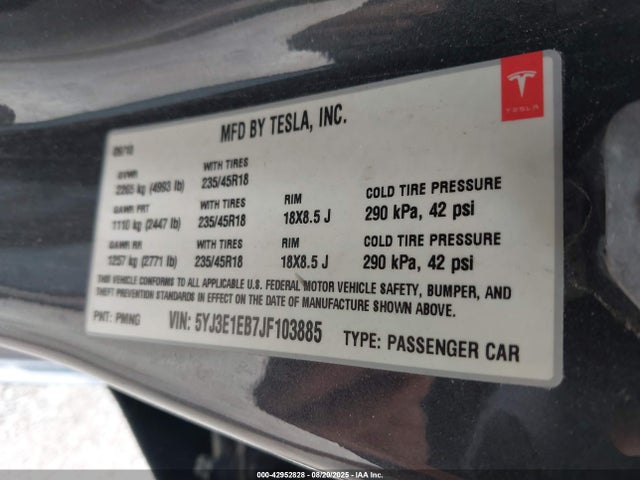 MFD BY TESLA, INC.
TESLA
GVWR WITH TIRES
2265 kg (4993 lb) 235/45R18
GAWR FRT WITH TIRES RIM COLD TIRE PRESSURE
1110 kg (2447 lb) 235/45R18 18X8.5 J 290 kPa, 42 psi
GAWR RR WITH TIRES RIM COLD TIRE PRESSURE
1257 kg (2771 lb) 235/45R18 18X8.5 J 290 kPa, 42 psi
THIS VEHICLE CONFORMS TO ALL APPLICABLE U.S. FEDERAL MOTOR VEHICLE SAFETY, BUMPER, AND
THEFT PREVENTION STANDARDS IN EFFECT ON THE DATE OF MANUFACTURE SHOWN ABOVE.
PNT: PMNG VIN: 5YJ3E1EB7JF103885 TYPE: PASSENGER CAR
000-42952828 - 08/20/2025 - COPART